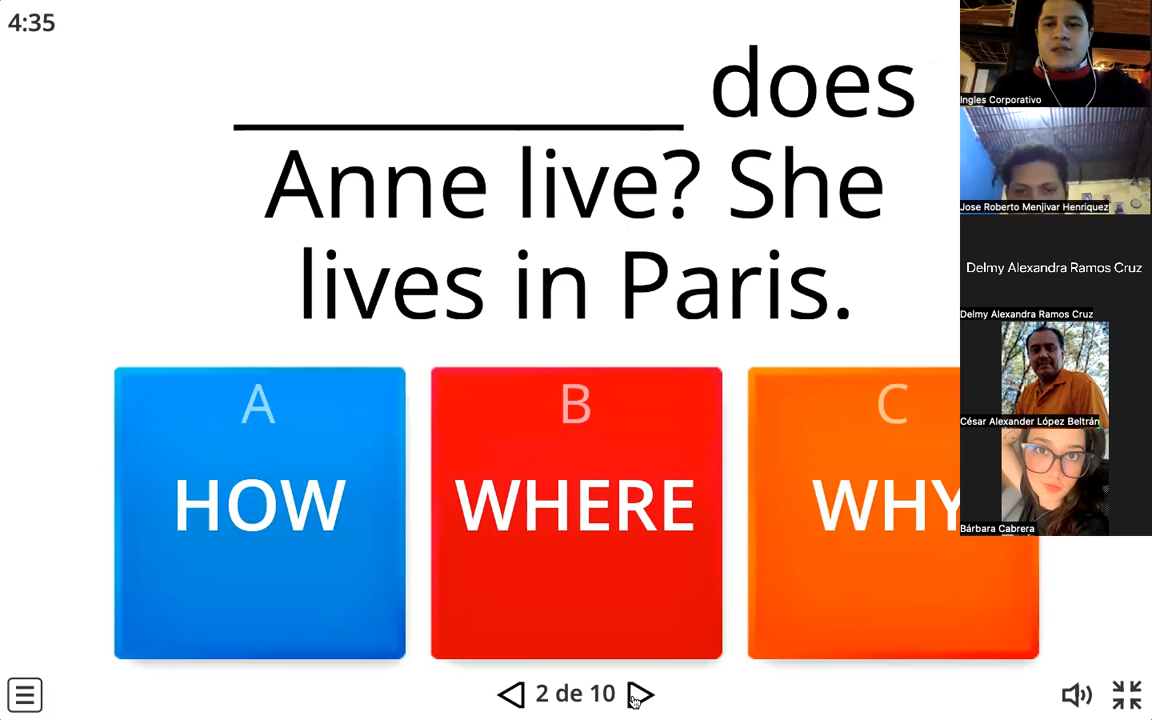 4:35
_______________ does
Anne live? She
lives in Paris.
A
HOW
B
WHERE
C
WHY
2 de 10
Ingles Corporativo
Jose Roberto Menjivar Henriquez
Delmy Alexandra Ramos Cruz
Delmy Alexandra Ramos Cruz
César Alexander López Beltrán
Bárbara Cabrera